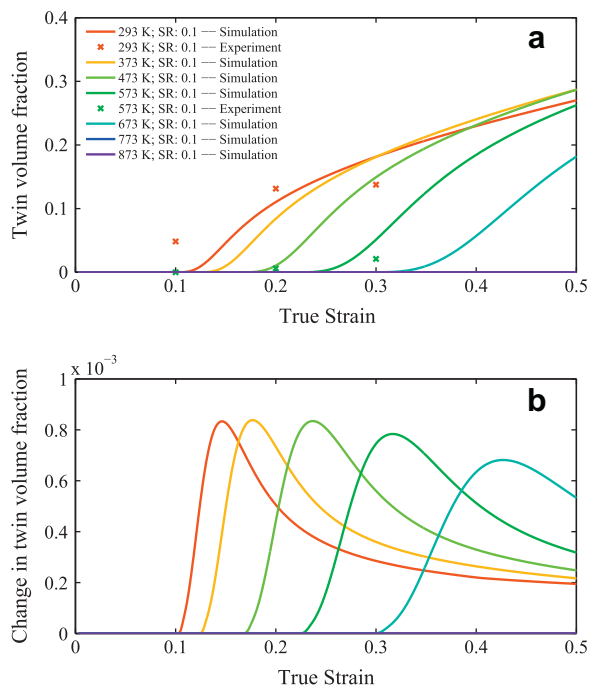 0.4
a
293 K; SR: 0.1 — Simulation
293 K; SR: 0.1 — Experiment
373 K; SR: 0.1 — Simulation
473 K; SR: 0.1 — Simulation
573 K; SR: 0.1 — Simulation
573 K; SR: 0.1 — Experiment
673 K; SR: 0.1 — Simulation
773 K; SR: 0.1 — Simulation
873 K; SR: 0.1 — Simulation
0.3
0.2
0.1
0
Twin volume fraction
0 0.1 0.2 0.3 0.4 0.5
True Strain
x 10−3
1
b
0.8
0.6
0.4
0.2
0
Change in twin volume fraction
0 0.1 0.2 0.3 0.4 0.5
True Strain